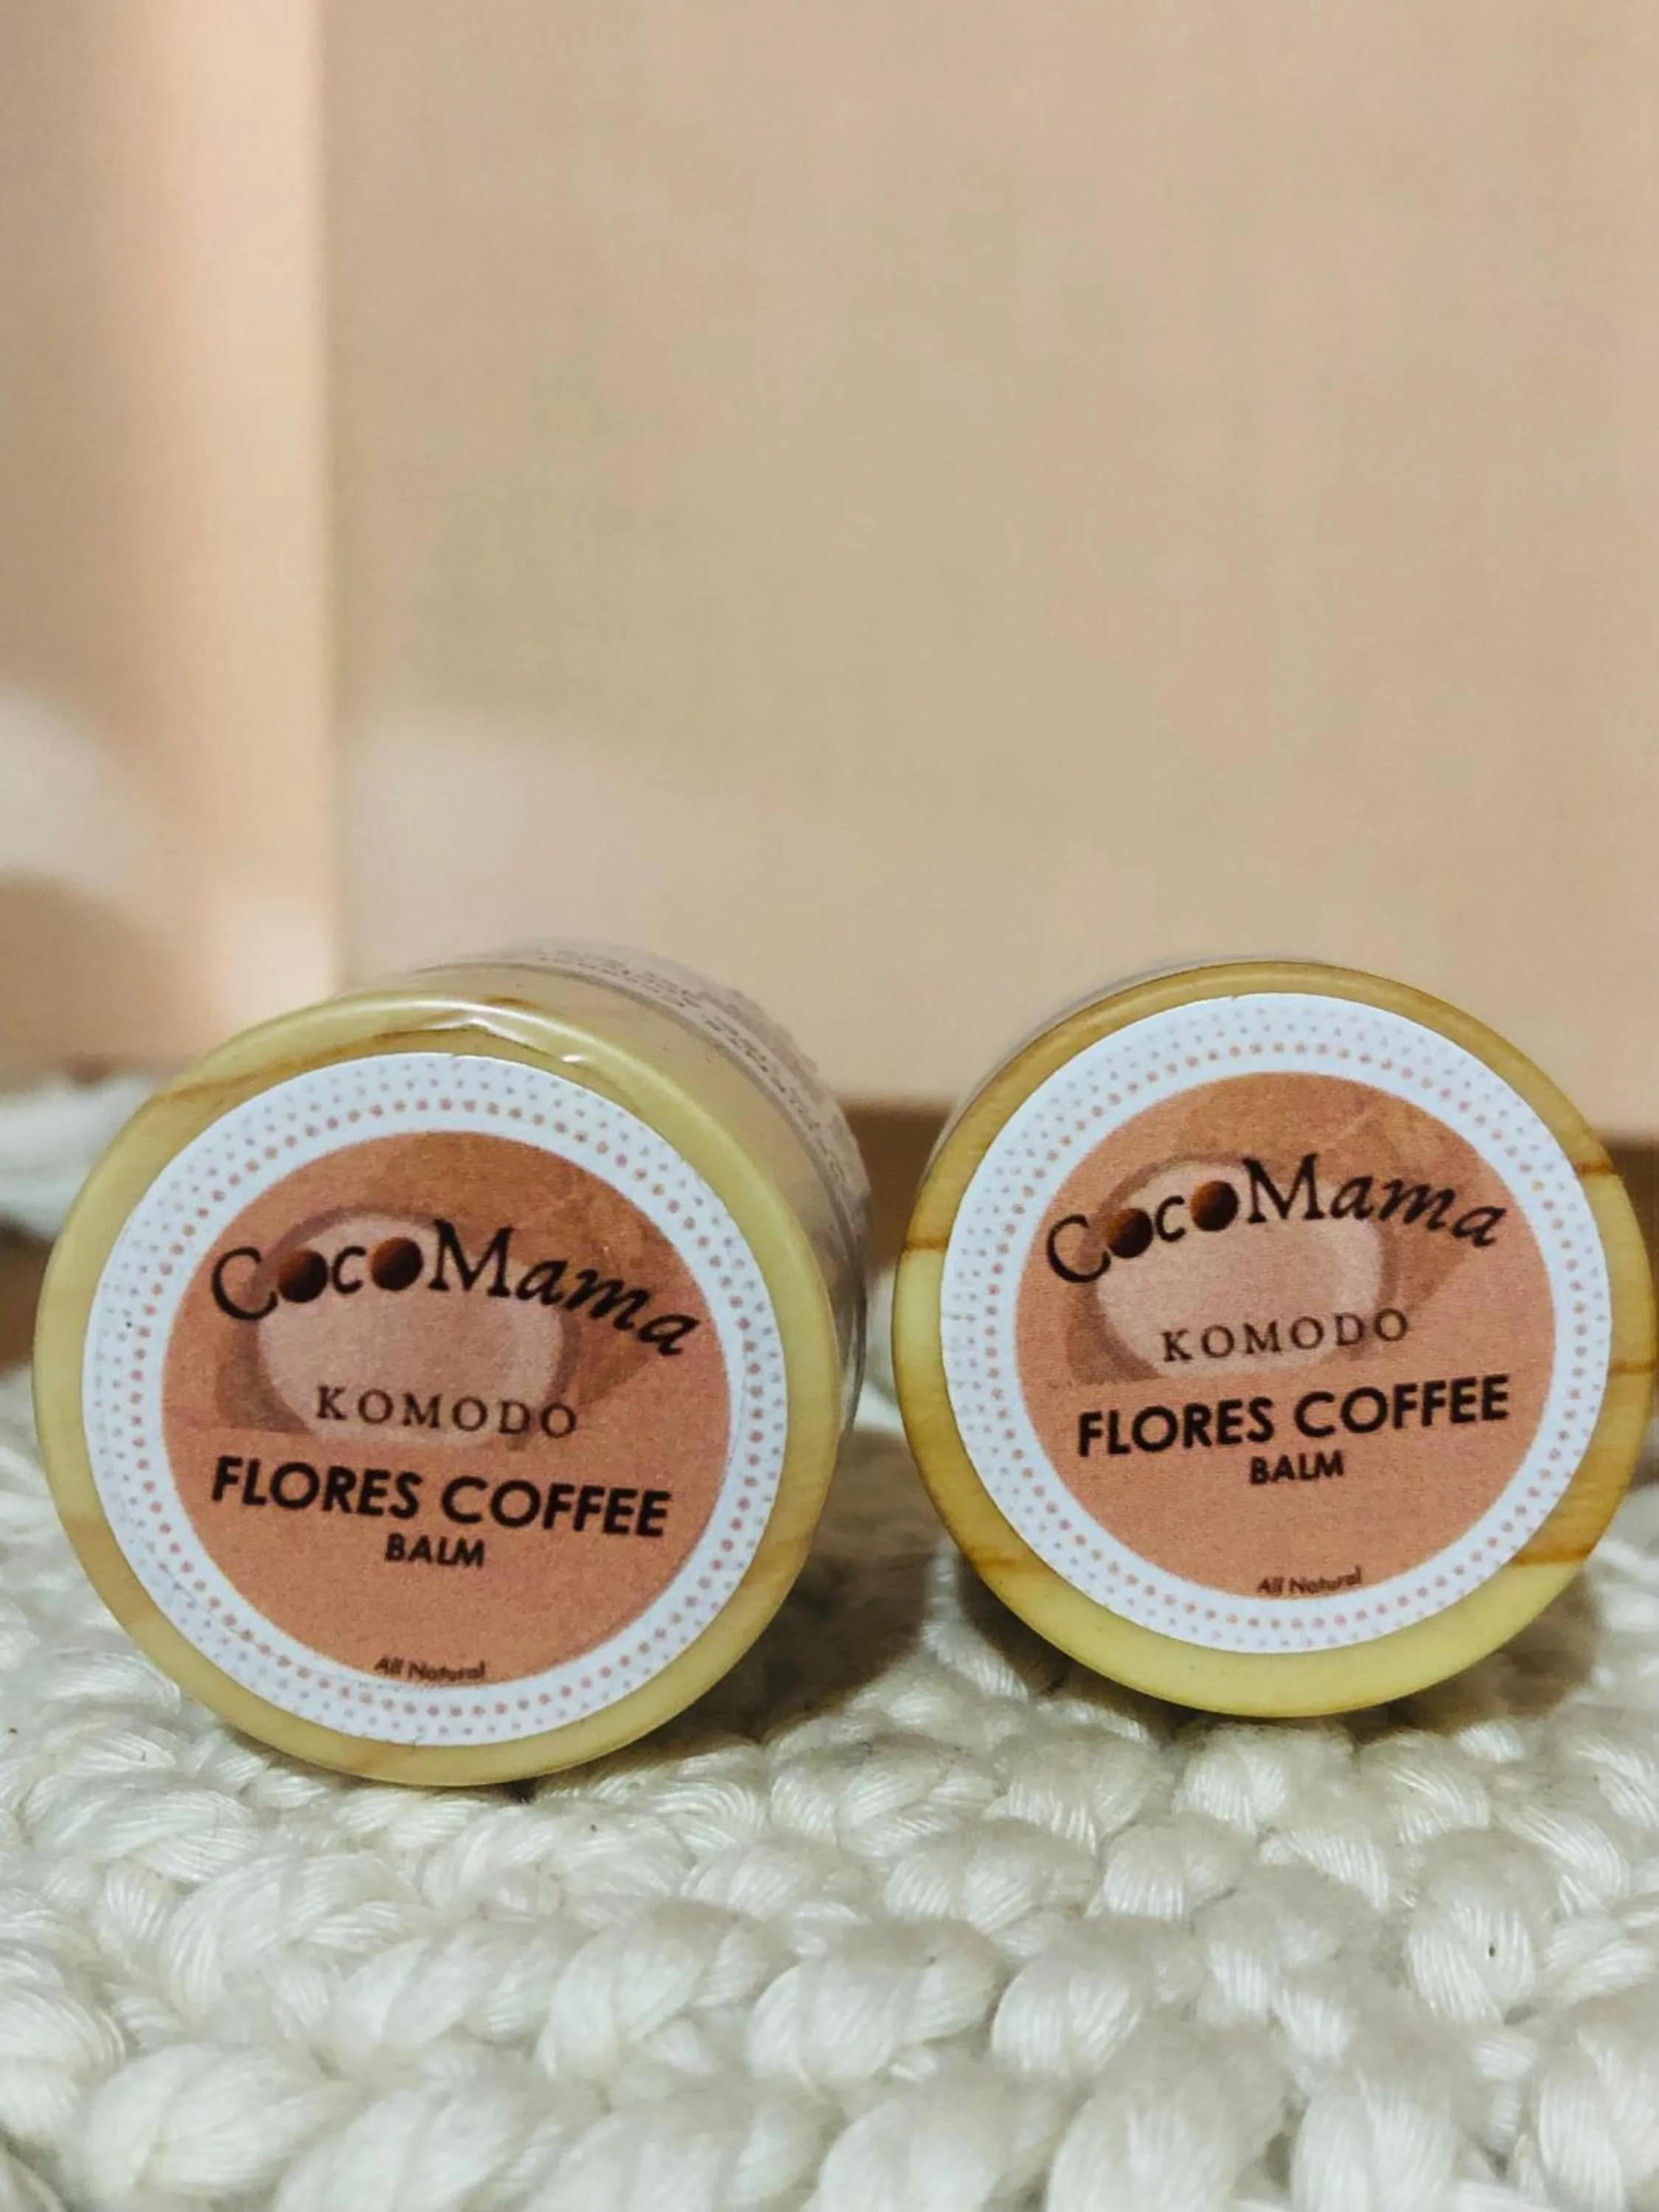 CocoMama
KOMODO
FLORES COFFEE
BALM
All Natural
CocoMama
KOMODO
FLORES COFFEE
BALM
All Natural